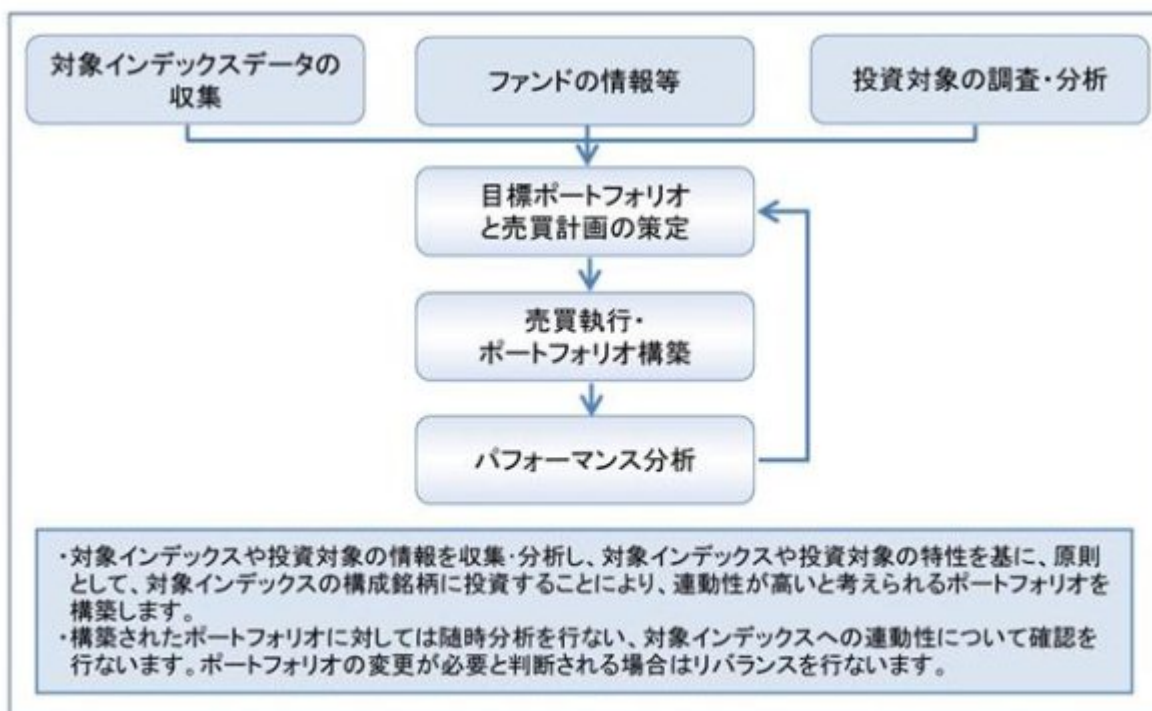 対象インデックスデータの
収集
ファンドの情報等
投資対象の調査・分析
目標ポートフォリオ
と売買計画の策定
売買執行・
ポートフォリオ構築
パフォーマンス分析
・対象インデックスや投資対象の情報を収集・分析し、対象インデックスや投資対象の特性を基に、原則
として、対象インデックスの構成銘柄に投資することにより、連動性が高いと考えられるポートフォリオを
構築します。
・構築されたポートフォリオに対しては随時分析を行ない、対象インデックスへの連動性について確認を
行ないます。ポートフォリオの変更が必要と判断される場合はリバランスを行ないます。